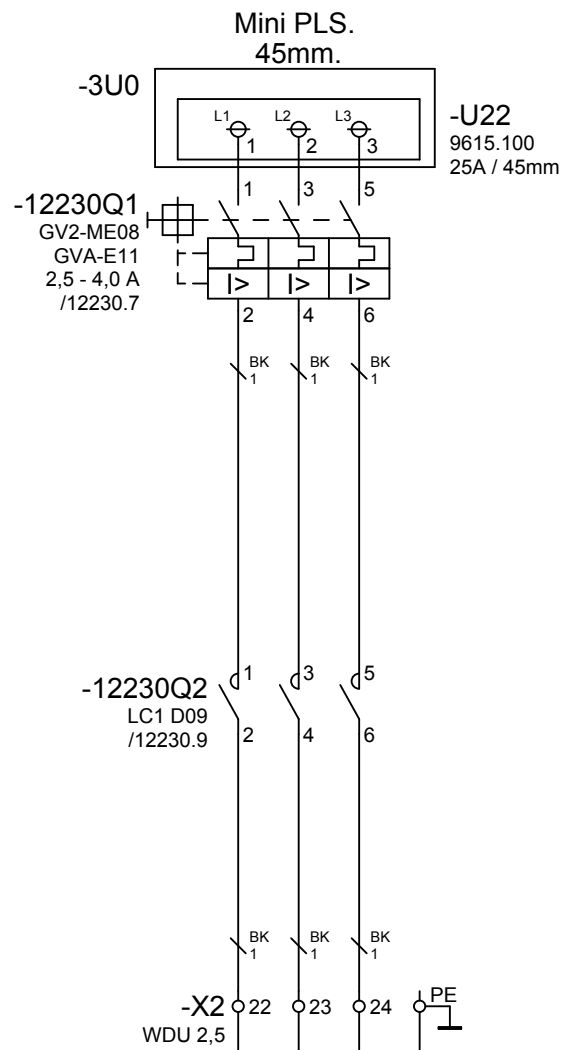 Mini PLS.
45mm.
-3U0
L1 L2 L3
1 2 3
-U22
9615.100
25A / 45mm
1 3 5
-12230Q1
GV2-ME08
GVA-E11
2,5 - 4,0 A
/12230.7
I> I> I>
2 4 6
BK BK BK
1 1 1
1 3 5
-12230Q2
LC1 D09
/12230.9
2 4 6
BK BK BK
1 1 1
-X2 22 23 24 PE
WDU 2,5